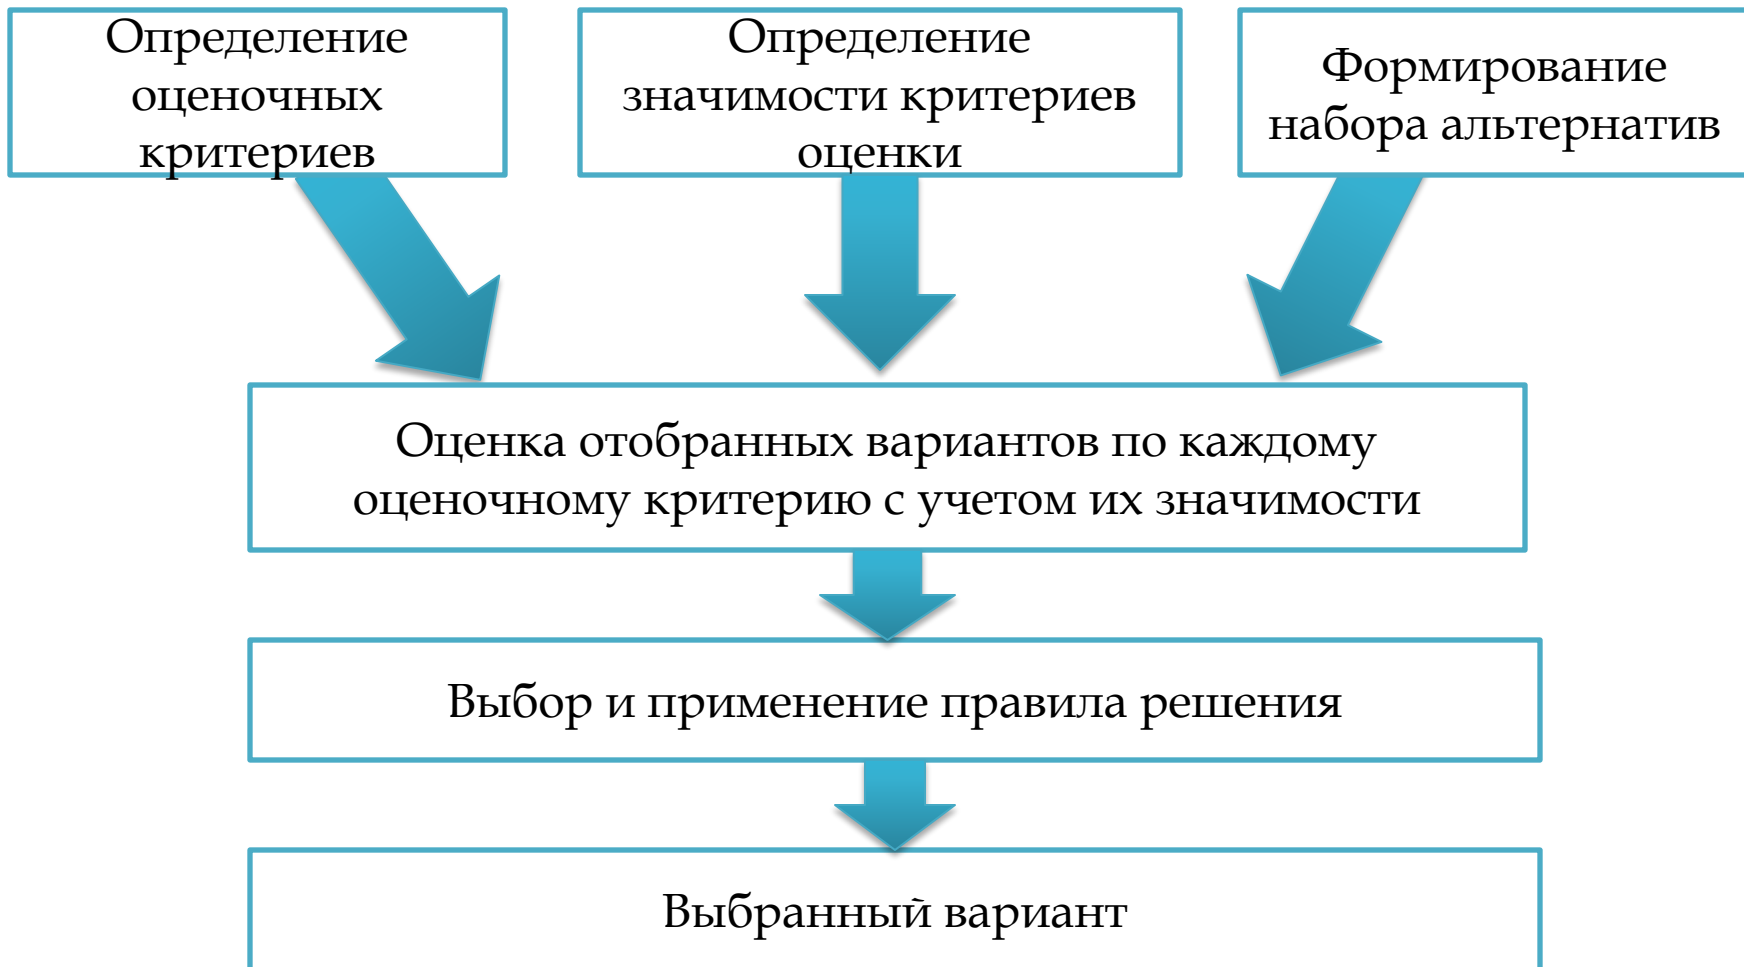 Определение
оценочных
критериев
Определение
значимости критериев
оценки
Формирование
набора альтернатив
Оценка отобранных вариантов по каждому
оценочному критерию с учетом их значимости
Выбор и применение правила решения
Выбранный вариант